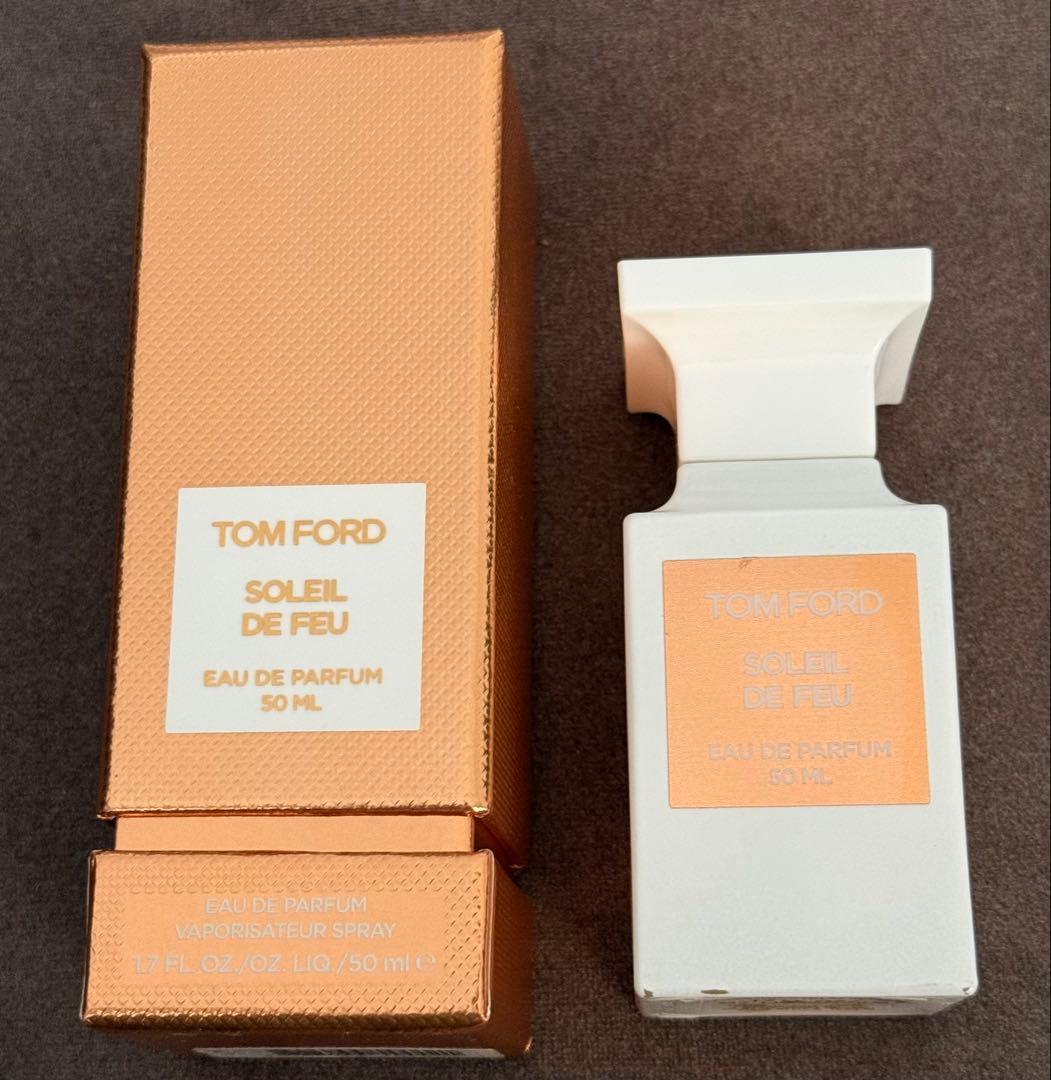 TOM FORD
SOLEIL
DE FEU
EAU DE PARFUM
50 ML
EAU DE PARFUM
VAPORISATEUR SPRAY
1.7 FL. OZ./OZ. LIQ./50 ml ℮
TOM FORD
SOLEIL
DE FEU
EAU DE PARFUM
50 ML